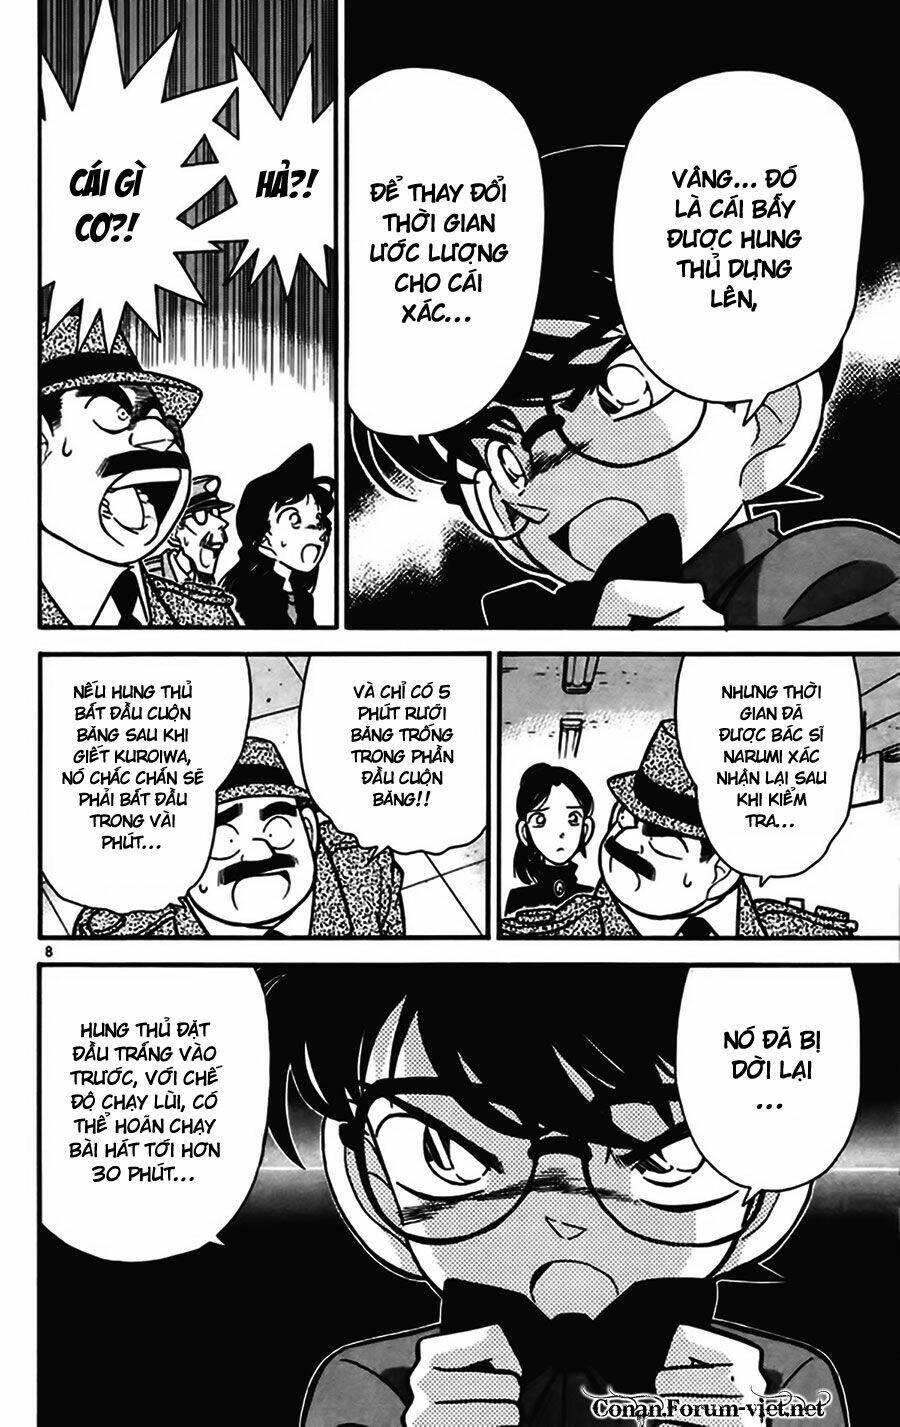 VÂNG... ĐÓ
LÀ CÁI BẪY
ĐƯỢC HUNG
THỦ DỰNG
LÊN,
ĐỂ THAY ĐỔI
THỜI GIAN
ƯỚC LƯỢNG
CHO CÁI
XÁC...
HẢ?!
CÁI GÌ
CƠ?!
NHƯNG THỜI
GIAN ĐÃ
ĐƯỢC BÁC SĨ
NARUMI XÁC
NHẬN LẠI SAU
KHI KIỂM
TRA...
VÀ CHỈ CÓ 5
PHÚT RƯỚI
BĂNG TRỐNG
TRONG PHẦN
ĐẦU CUỘN
BĂNG!!
NẾU HUNG THỦ
BẮT ĐẦU CUỘN
BĂNG SAU KHI
GIẾT KUROIWA,
NÓ CHẮC CHẮN SẼ
PHẢI BẮT ĐẦU
TRONG VÀI
PHÚT...
8
NÓ ĐÃ BỊ
DỜI LẠI
...
HUNG THỦ ĐẶT
ĐẦU TRẮNG VÀO
TRƯỚC, VỚI CHẾ
ĐỘ CHẠY LÙI, CÓ
THỂ HOÃN CHẠY
BÀI HÁT TỚI HƠN
30 PHÚT...
Conan.Forum-viet.net